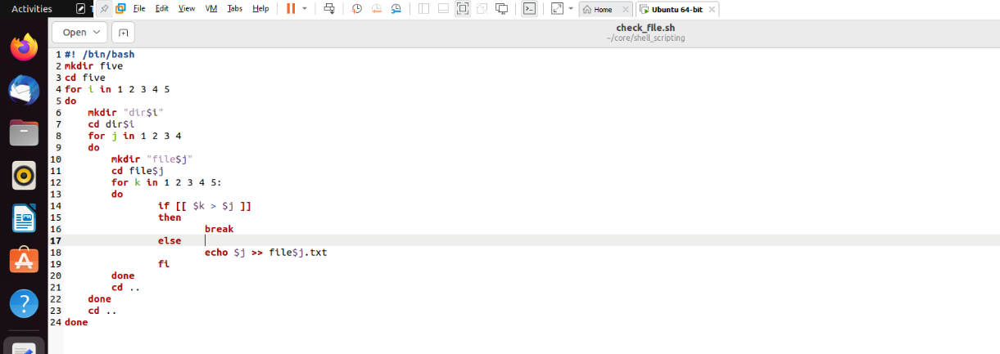 Activities
File Edit View VM Tabs Help
Home
Ubuntu 64-bit
Open
check_file.sh
~/core/shell_scripting
1 #! /bin/bash
2 mkdir five
3 cd five
4 for i in 1 2 3 4 5
5 do
6 mkdir "dir$i"
7 cd dir$i
8 for j in 1 2 3 4
9 do
10 mkdir "file$j"
11 cd file$j
12 for k in 1 2 3 4 5:
13 do
14 if [[ $k > $j ]]
15 then
16 break
17 else
18 echo $j >> file$j.txt
19 fi
20 done
21 cd ..
22 done
23 cd ..
24 done